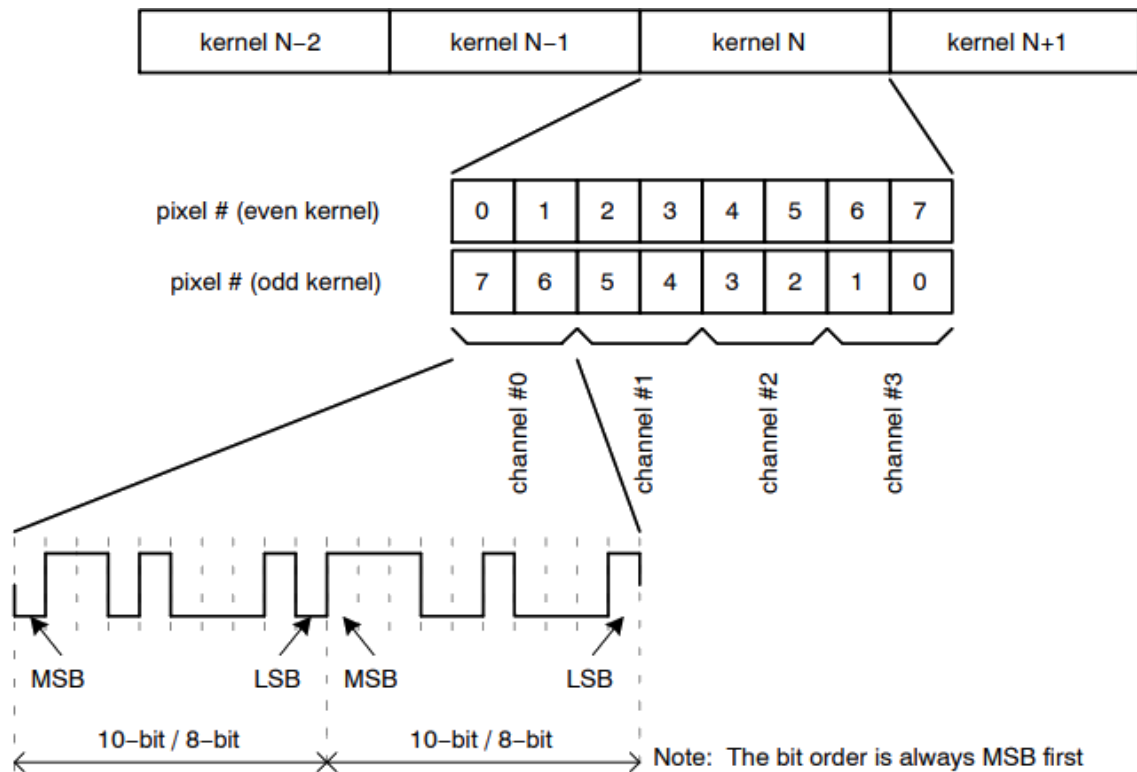 kernel N−2 kernel N−1 kernel N kernel N+1
pixel # (even kernel) 0 1 2 3 4 5 6 7
pixel # (odd kernel) 7 6 5 4 3 2 1 0
channel #0 channel #1 channel #2 channel #3
MSB LSB MSB LSB
10−bit / 8−bit 10−bit / 8−bit Note: The bit order is always MSB first